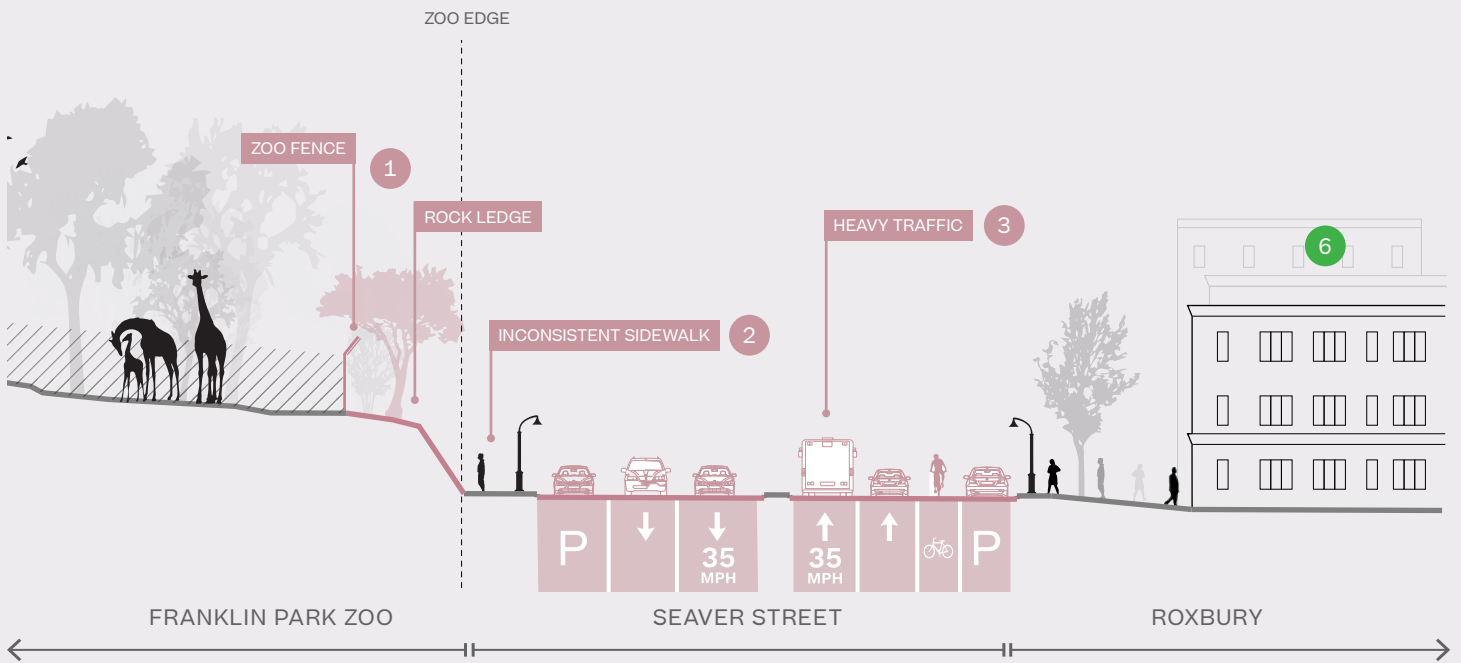 ZOO EDGE
ZOO FENCE
1
ROCK LEDGE
HEAVY TRAFFIC
3
6
INCONSISTENT SIDEWALK
2
P
35
MPH
35
MPH
P
FRANKLIN PARK ZOO
SEAVER STREET
ROXBURY